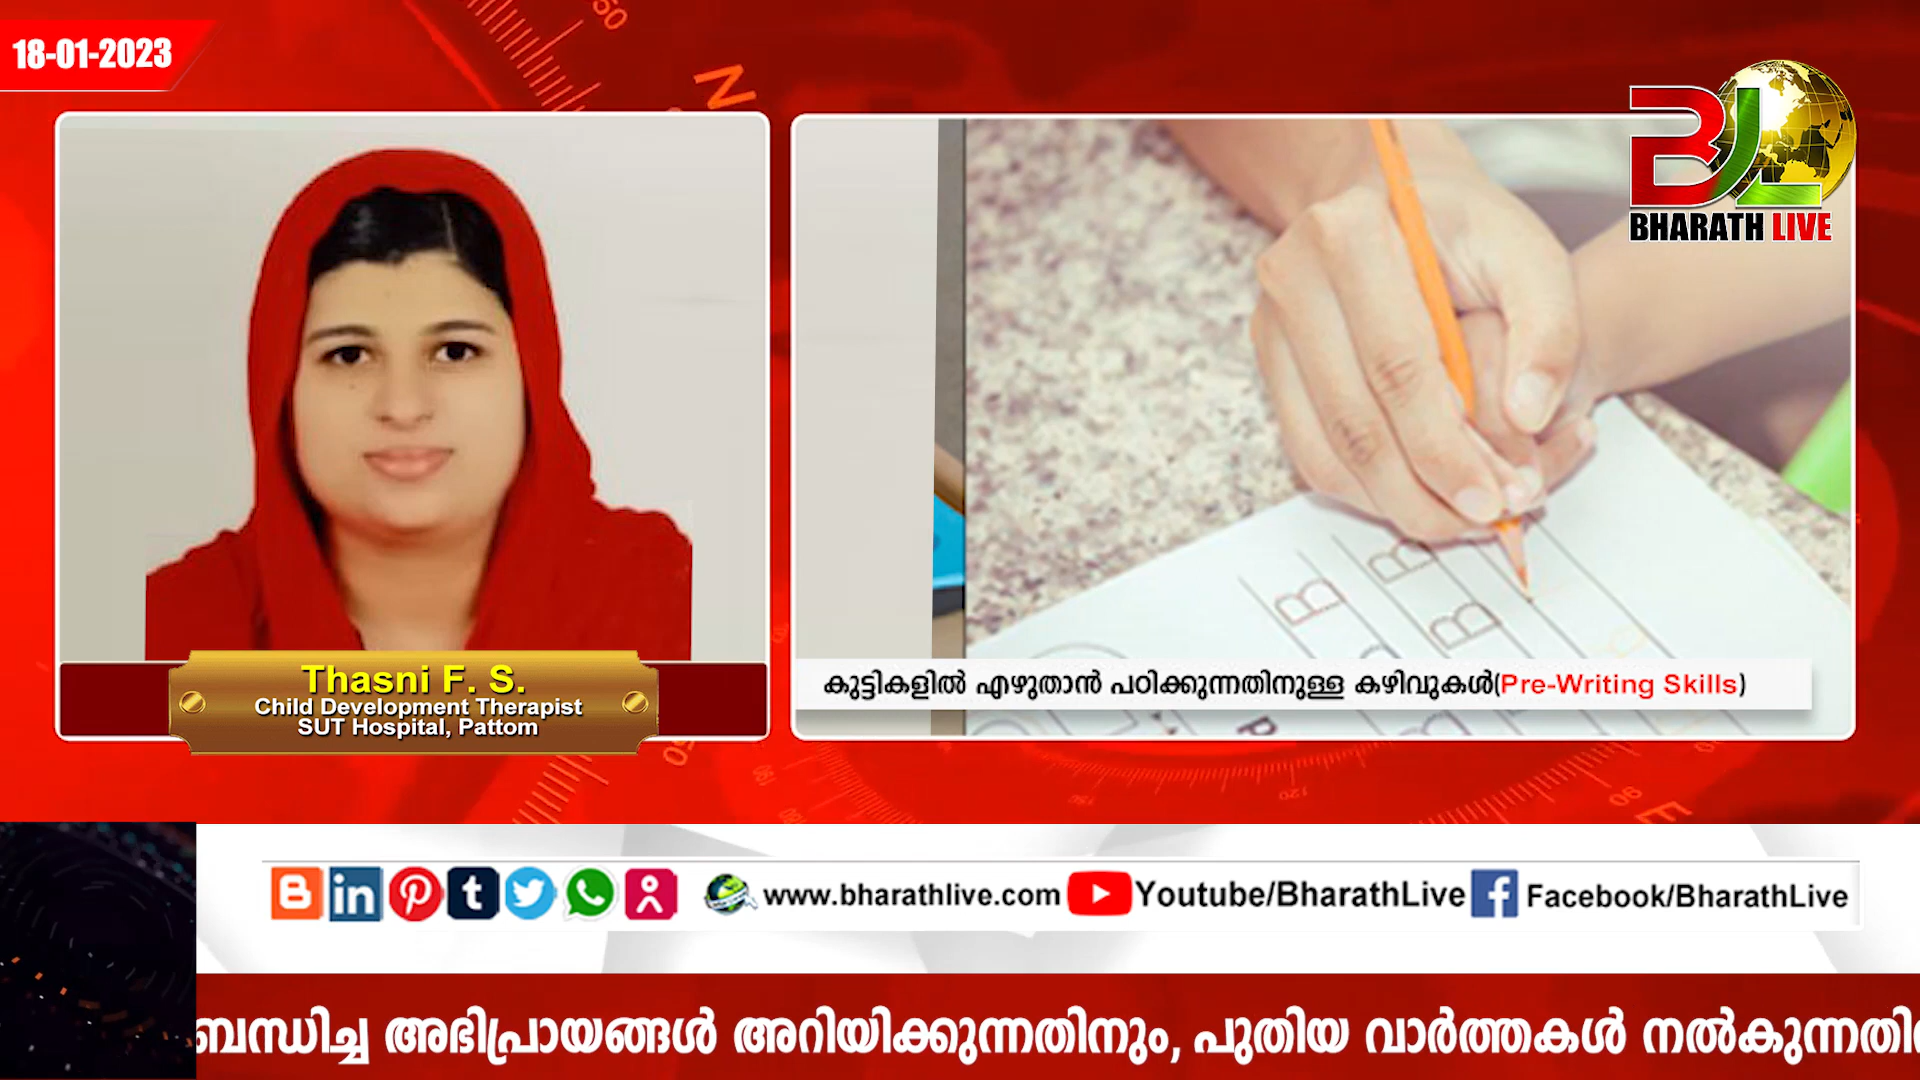 18-01-2023
BL
BHARATH LIVE
Thasni F. S.
Child Development Therapist
SUT Hospital, Pattom
കുട്ടികളിൽ എഴുതാൻ പഠിക്കുന്നതിനുള്ള കഴിവുകൾ(Pre-Writing Skills)
www.bharathlive.com Youtube/BharathLive Facebook/BharathLive
ബന്ധിച്ച അഭിപ്രായങ്ങൾ അറിയിക്കുന്നതിനും, പുതിയ വാർത്തകൾ നൽകുന്നതി